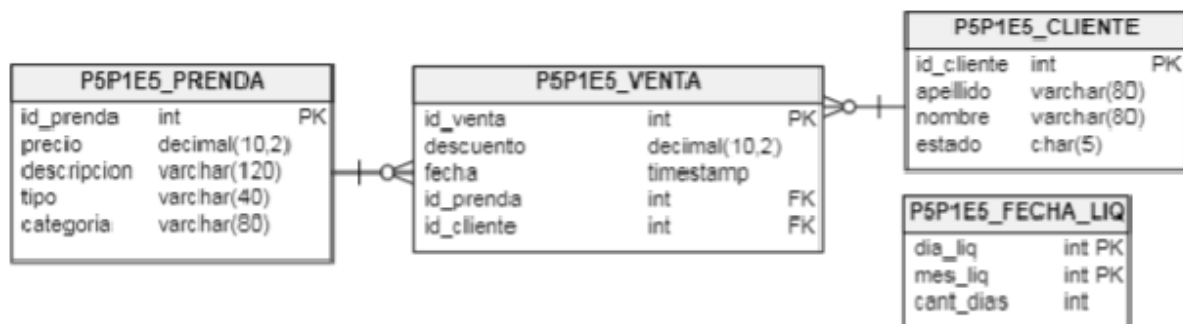 P5P1E5_PRENDA
id_prenda int PK
precio decimal(10,2)
descripcion varchar(120)
tipo varchar(40)
categoria varchar(80)
P5P1E5_VENTA
id_venta int PK
descuento decimal(10,2)
fecha timestamp
id_prenda int FK
id_cliente int FK
P5P1E5_CLIENTE
id_cliente int PK
apellido varchar(80)
nombre varchar(80)
estado char(5)
P5P1E5_FECHA_LIQ
dia_liq int PK
mes_liq int PK
cant_dias int